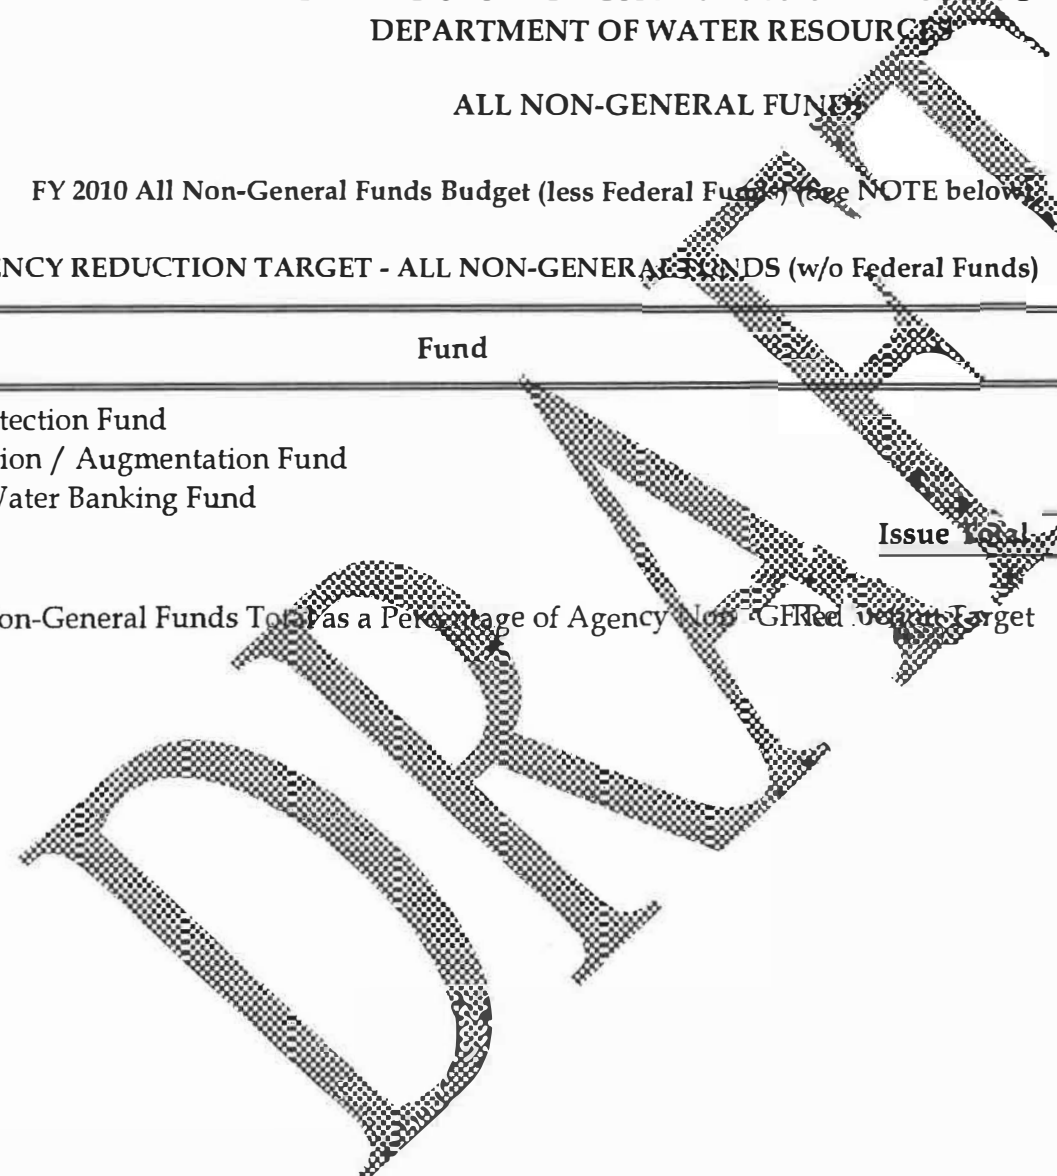 DEPARTMENT OF WATER RESOURCES
ALL NON-GENERAL FUNDS
FY 2010 All Non-General Funds Budget (less Federal Funds) (see NOTE below)
ENCY REDUCTION TARGET - ALL NON-GENERAL FUNDS (w/o Federal Funds)
Fund
tection Fund
ion / Augmentation Fund
Water Banking Fund
Issue Total
on-General Funds Total as a Percentage of Agency Non-GF Reduction Target
DRAFT